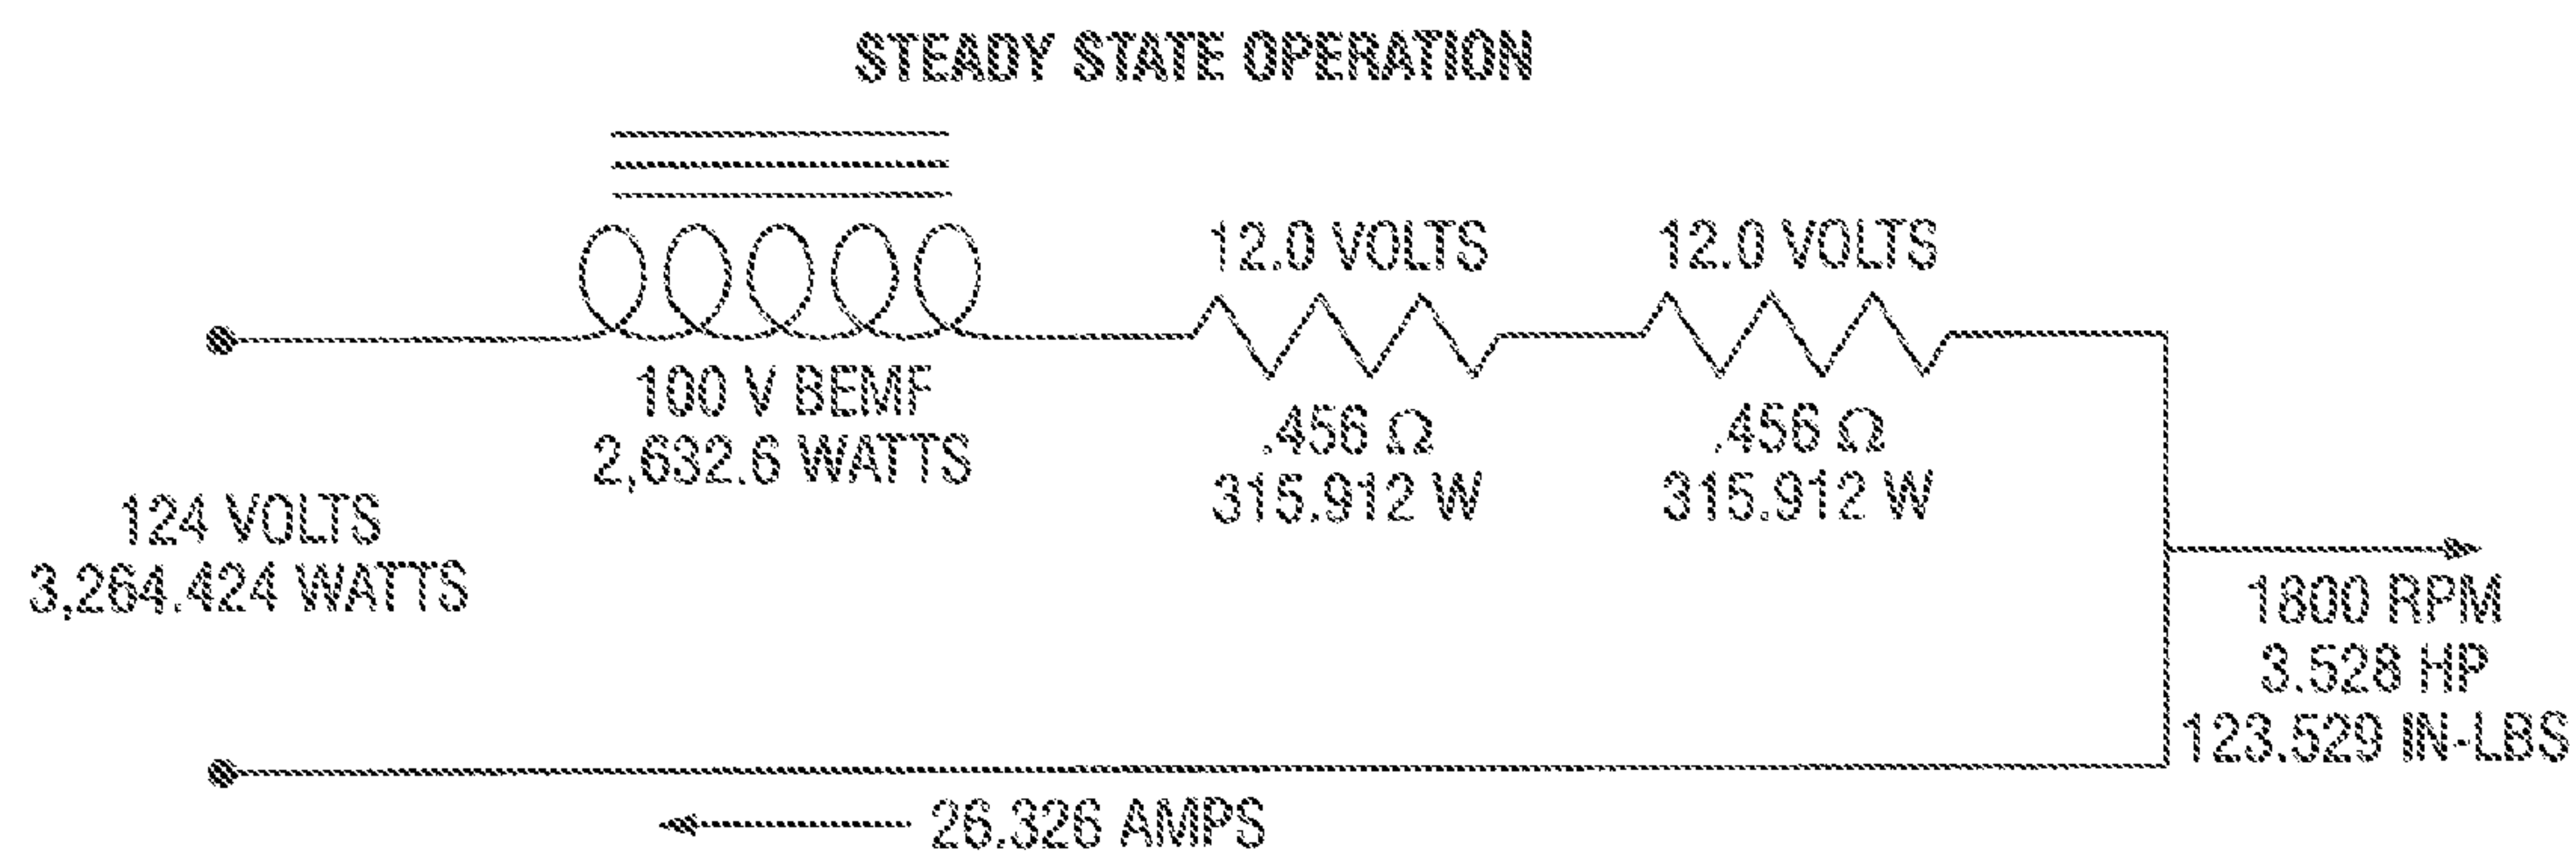 STEADY STATE OPERATION
12.0 VOLTS
12.0 VOLTS
100 V BEMF
2,632.6 WATTS
.456 Ω
315.912 W
.456 Ω
315.912 W
124 VOLTS
3,264.424 WATTS
1800 RPM
3.528 HP
123.529 IN-LBS
26.326 AMPS